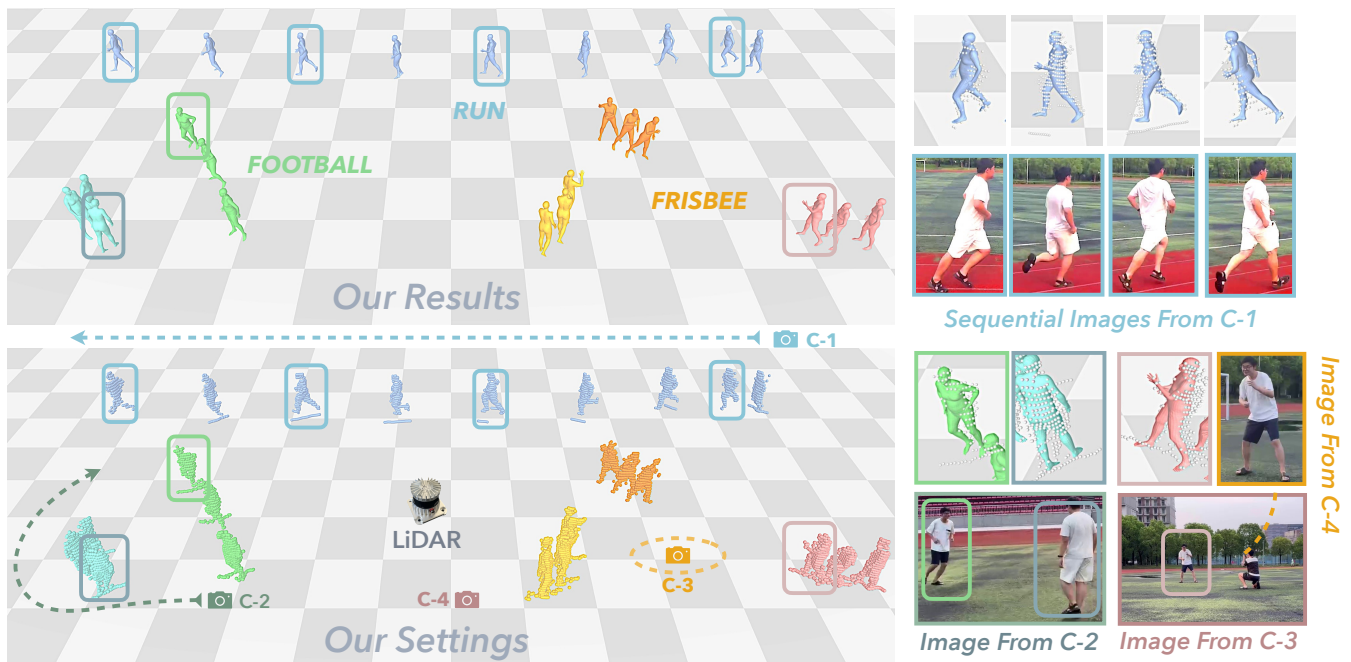 RUN
FOOTBALL
FRISBEE
Our Results
Sequential Images From C-1
C-1
LiDAR
C-3
C-2
C-4
Our Settings
Image From C-4
Image From C-2
Image From C-3